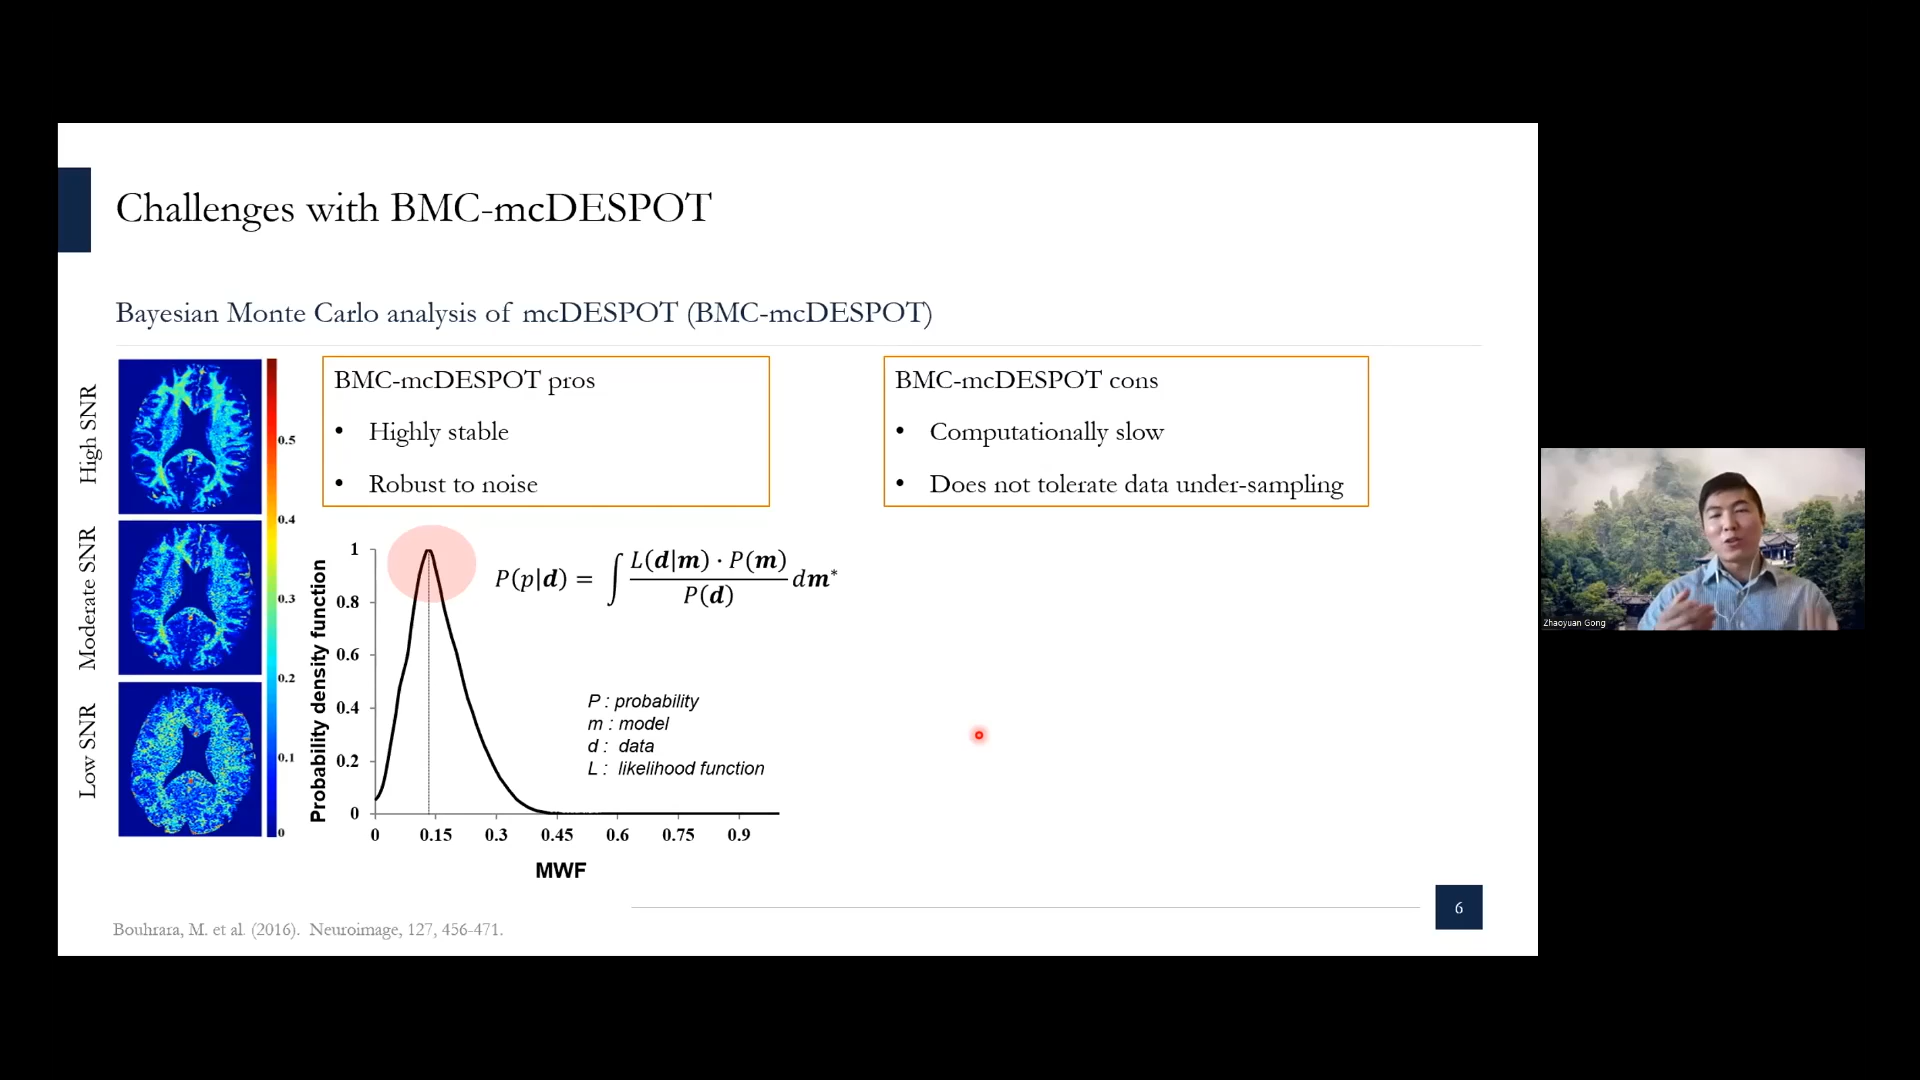 Challenges with BMC-mcDESPOT
Bayesian Monte Carlo analysis of mcDESPOT (BMC-mcDESPOT)
High SNR
Moderate SNR
Low SNR
0.5
0.4
0.3
0.2
0.1
0
BMC-mcDESPOT pros
• Highly stable
• Robust to noise
BMC-mcDESPOT cons
• Computationally slow
• Does not tolerate data under-sampling
Probability density function
1
0.8
0.6
0.4
0.2
0
0 0.15 0.3 0.45 0.6 0.75 0.9
MWF
P(p|d) = ∫ L(d|m) · P(m) / P(d) dm*
P : probability
m : model
d : data
L : likelihood function
Bouhrara, M. et al. (2016). Neuroimage, 127, 456-471.
6
Zhaoyuan Gong